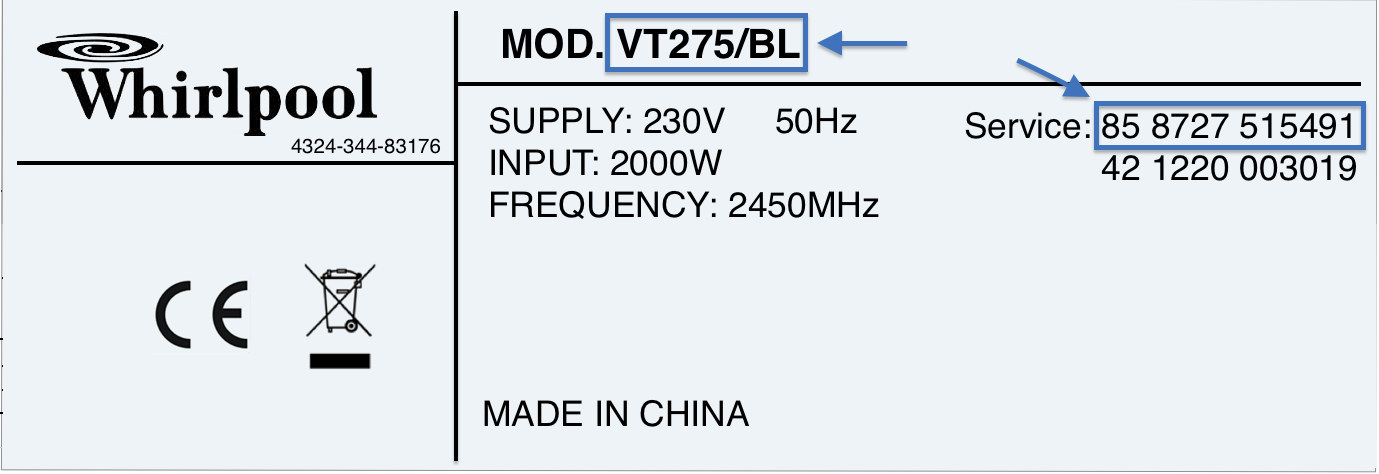 Whirlpool
4324-344-83176
MOD. VT275/BL
SUPPLY: 230V 50Hz
INPUT: 2000W
FREQUENCY: 2450MHz
Service: 85 8727 515491
42 1220 003019
CE
MADE IN CHINA